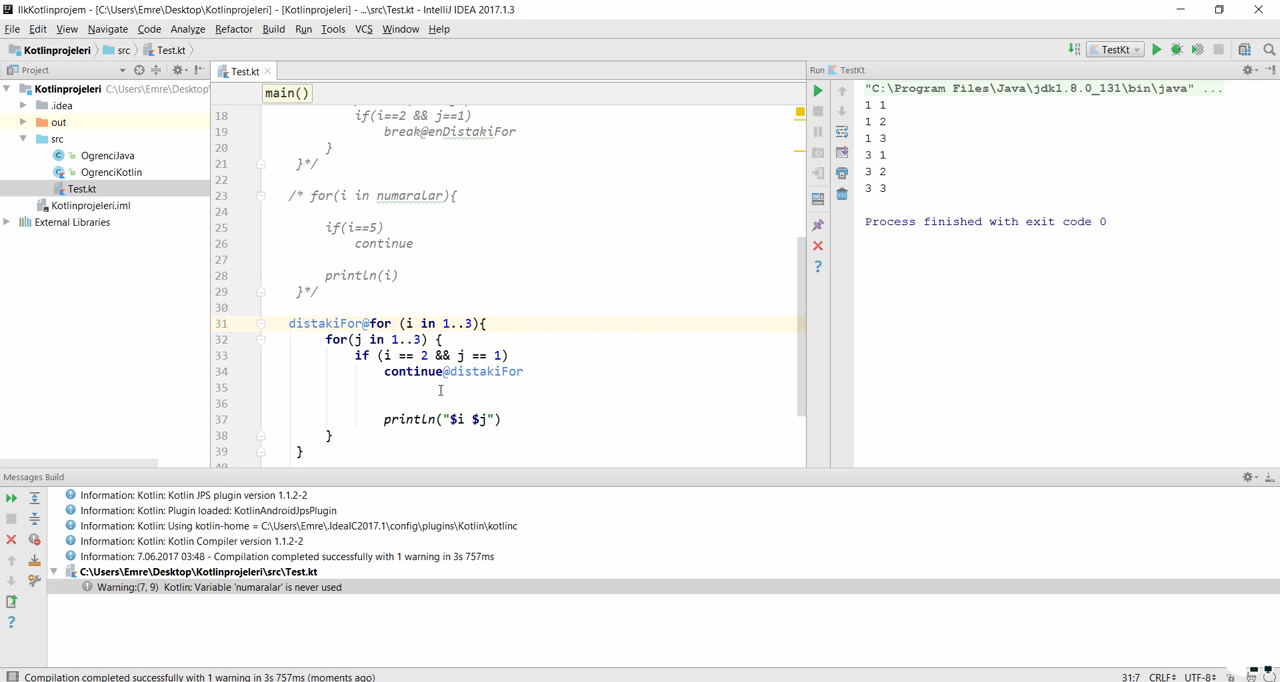 IlkKotlinprojem - [C:\Users\Emre\Desktop\Kotlinprojeleri] - [Kotlinprojeleri] - ...\src\Test.kt - IntelliJ IDEA 2017.1.3
File Edit View Navigate Code Analyze Refactor Build Run Tools VCS Window Help
Kotlinprojeleri src Test.kt TestKt
Project
Kotlinprojeleri C:\Users\Emre\Desktop\
.idea
out
src
OgrenciJava
OgrenciKotlin
Test.kt
Kotlinprojeleri.iml
External Libraries
Test.kt
main()
18 if(i==2 && j==1)
19 break@enDistakiFor
20 }
21 }*/
22
23 /* for(i in numaralar){
24
25 if(i==5)
26 continue
27
28 println(i)
29 }*/
30
31 distakiFor@for (i in 1..3){
32 for(j in 1..3) {
33 if (i == 2 && j == 1)
34 continue@distakiFor
35
36
37 println("$i $j")
38 }
39 }
40
Run TestKt
"C:\Program Files\Java\jdk1.8.0_131\bin\java" ...
1 1
1 2
1 3
3 1
3 2
3 3
Process finished with exit code 0
Messages Build
Information: Kotlin: Kotlin JPS plugin version 1.1.2-2
Information: Kotlin: Plugin loaded: KotlinAndroidJpsPlugin
Information: Kotlin: Using kotlin-home = C:\Users\Emre\.IdeaIC2017.1\config\plugins\Kotlin\kotlinc
Information: Kotlin: Kotlin Compiler version 1.1.2-2
Information: 7.06.2017 03:48 - Compilation completed successfully with 1 warning in 3s 757ms
C:\Users\Emre\Desktop\Kotlinprojeleri\src\Test.kt
Warning:(7, 9) Kotlin: Variable 'numaralar' is never used
Compilation completed successfully with 1 warning in 3s 757ms (moments ago) 31:7 CRLF UTF-8